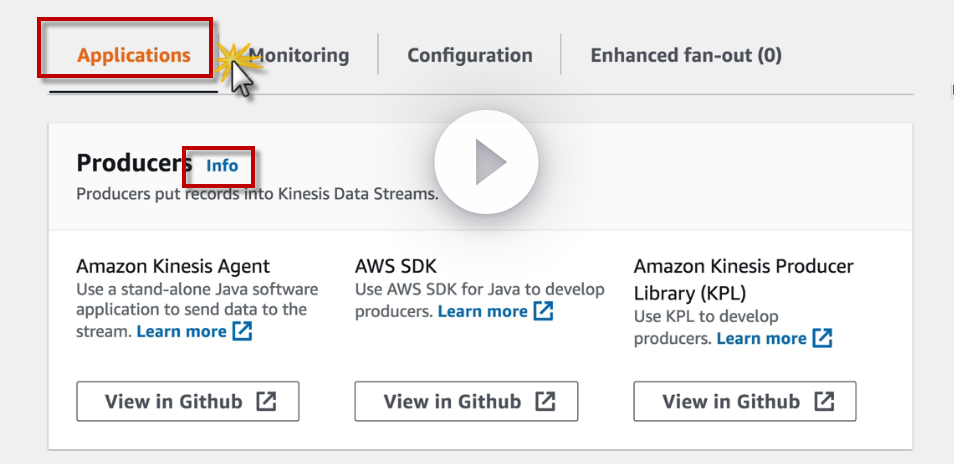 Applications Monitoring Configuration Enhanced fan-out (0)
Producers Info
Producers put records into Kinesis Data Streams.
Amazon Kinesis Agent
Use a stand-alone Java software
application to send data to the
stream. Learn more
View in Github
AWS SDK
Use AWS SDK for Java to develop
producers. Learn more
View in Github
Amazon Kinesis Producer
Library (KPL)
Use KPL to develop
producers. Learn more
View in Github